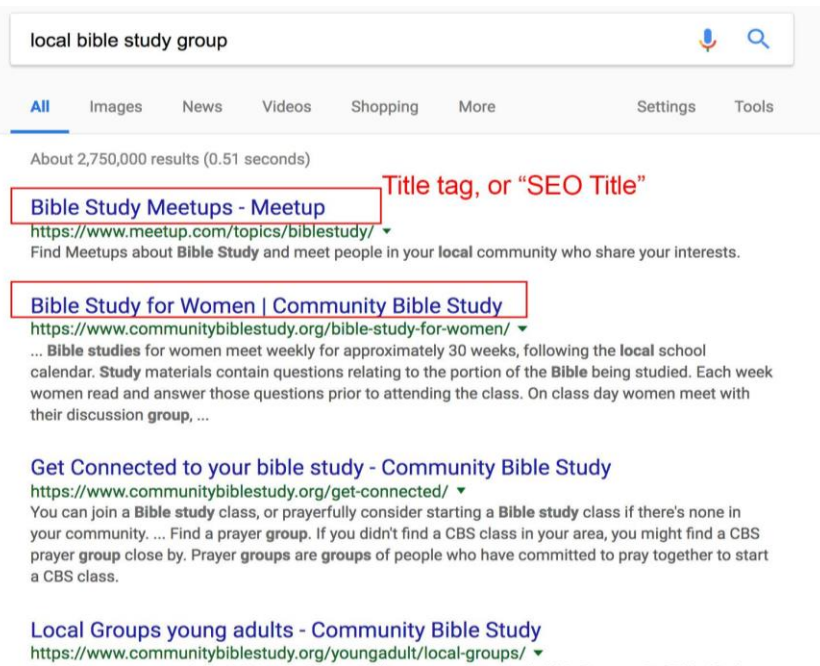 local bible study group
All Images News Videos Shopping More Settings Tools
About 2,750,000 results (0.51 seconds)
Title tag, or “SEO Title”
Bible Study Meetups - Meetup
https://www.meetup.com/topics/biblestudy/
Find Meetups about Bible Study and meet people in your local community who share your interests.
Bible Study for Women | Community Bible Study
https://www.communitybiblestudy.org/bible-study-for-women/
... Bible studies for women meet weekly for approximately 30 weeks, following the local school
calendar. Study materials contain questions relating to the portion of the Bible being studied. Each week
women read and answer those questions prior to attending the class. On class day women meet with
their discussion group, ...
Get Connected to your bible study - Community Bible Study
https://www.communitybiblestudy.org/get-connected/
You can join a Bible study class, or prayerfully consider starting a Bible study class if there's none in
your community. ... Find a prayer group. If you didn't find a CBS class in your area, you might find a CBS
prayer group close by. Prayer groups are groups of people who have committed to pray together to start
a CBS class.
Local Groups young adults - Community Bible Study
https://www.communitybiblestudy.org/youngadult/local-groups/